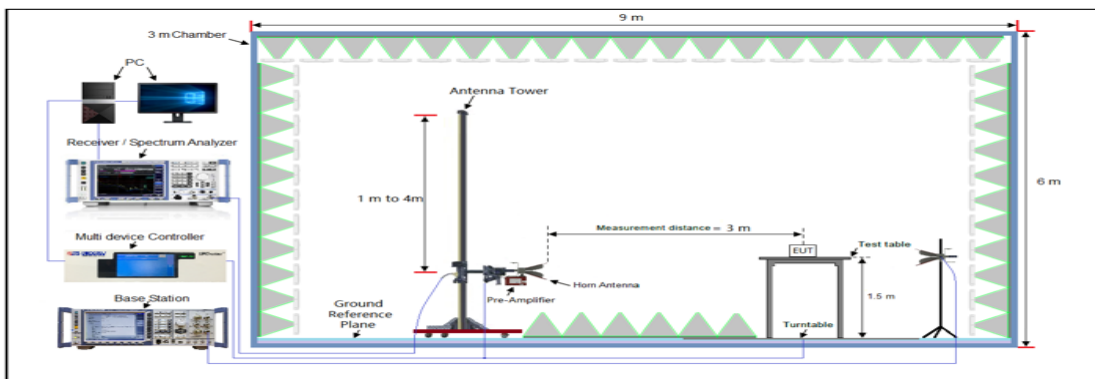 9 m
3 m Chamber
PC
Antenna Tower
Receiver / Spectrum Analyzer
1 m to 4m
6 m
Measurement distance = 3 m
Multi device Controller
EUT
Test table
Horn Antenna
Pre-Amplifier
1.5 m
Base Station
Ground
Reference
Plane
Turntable